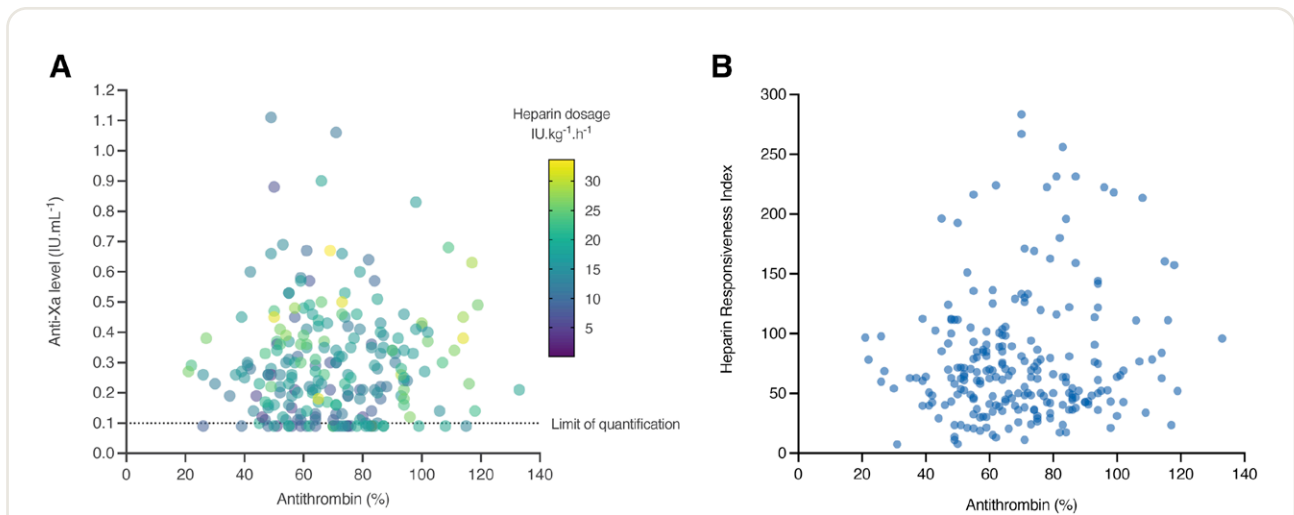 A
1.2
1.1
1.0
0.9
0.8
0.7
0.6
0.5
0.4
0.3
0.2
0.1
0.0
Anti-Xa level (IU.mL⁻¹)
0 20 40 60 80 100 120 140
Antithrombin (%)
Heparin dosage
IU.kg⁻¹.h⁻¹
30
25
20
15
10
5
Limit of quantification
B
300
250
200
150
100
50
0
Heparin Responsiveness Index
0 20 40 60 80 100 120 140
Antithrombin (%)